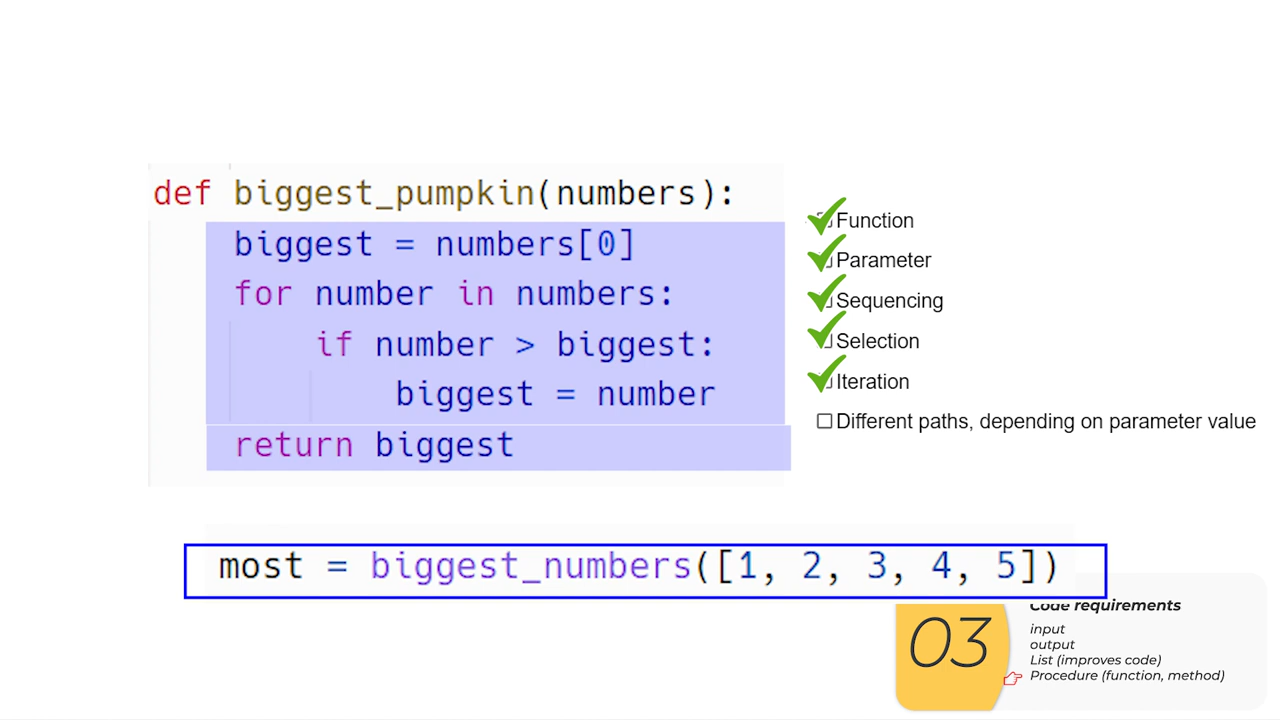 def biggest_pumpkin(numbers):
biggest = numbers[0]
for number in numbers:
if number > biggest:
biggest = number
return biggest
Function
Parameter
Sequencing
Selection
Iteration
Different paths, depending on parameter value
most = biggest_numbers([1, 2, 3, 4, 5])
03
Code requirements
input
output
List (improves code)
Procedure (function, method)